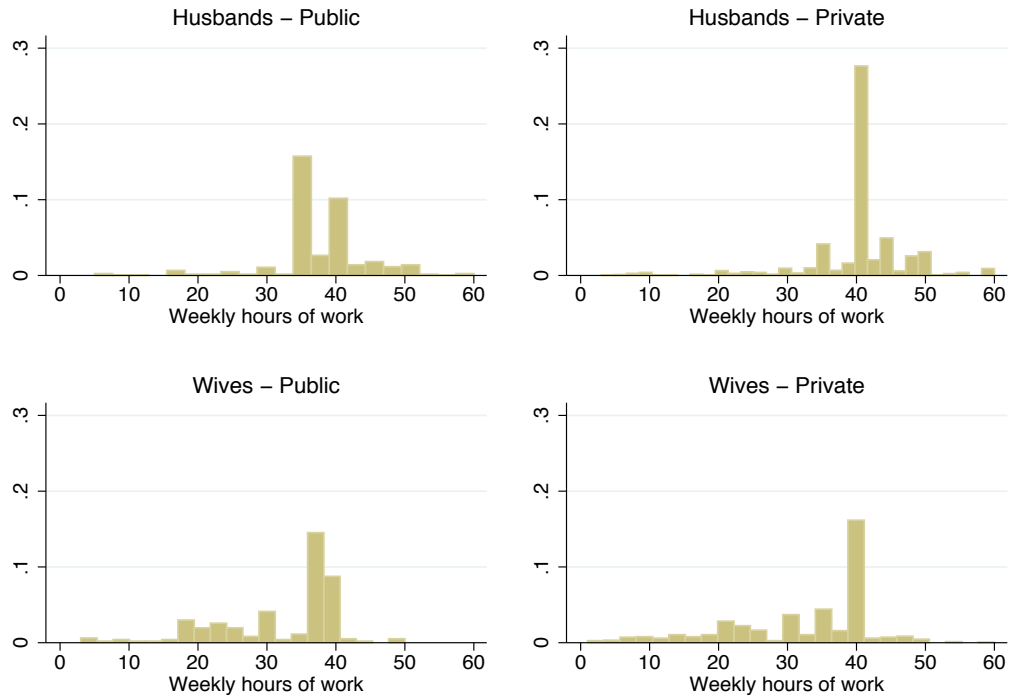 Husbands – Public
.3
.2
.1
0
0 10 20 30 40 50 60
Weekly hours of work
Husbands – Private
.3
.2
.1
0
0 10 20 30 40 50 60
Weekly hours of work
Wives – Public
.3
.2
.1
0
0 10 20 30 40 50 60
Weekly hours of work
Wives – Private
.3
.2
.1
0
0 10 20 30 40 50 60
Weekly hours of work